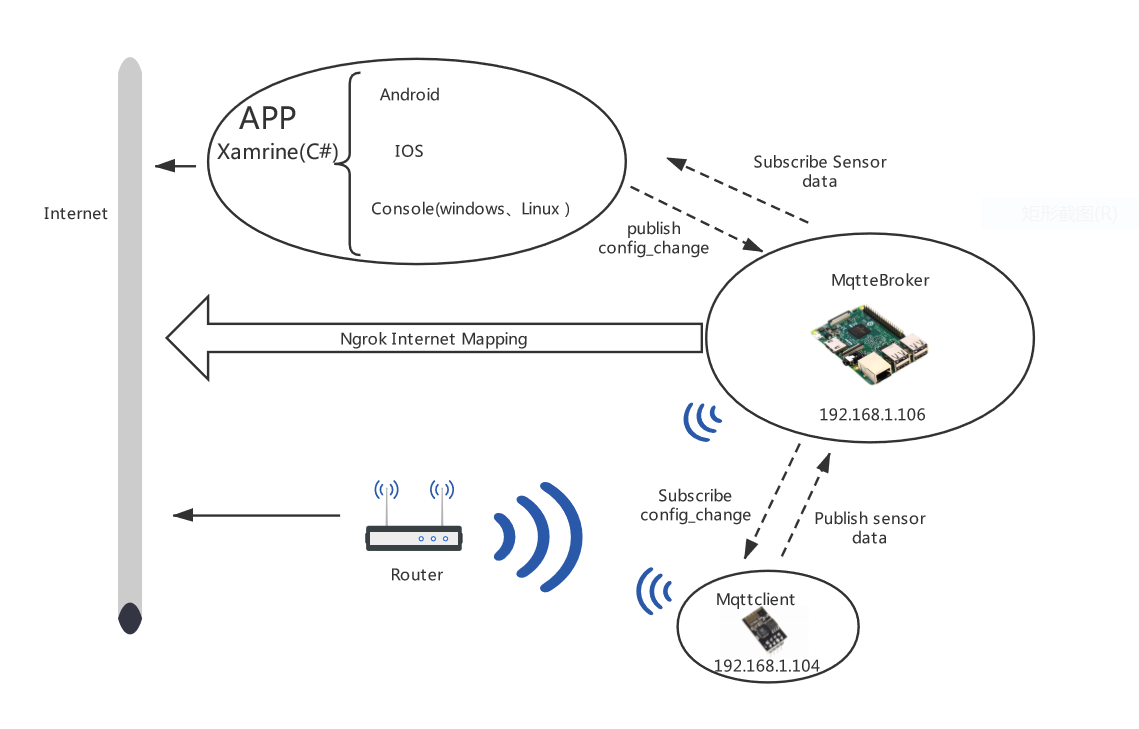 APP
Xamrine(C#)
Android
IOS
Console(windows、Linux )
Internet
Subscribe Sensor
data
publish
config_change
矩形截图(R)
MqtteBroker
192.168.1.106
Ngrok Internet Mapping
Subscribe
config_change
Publish sensor
data
Router
Mqttclient
192.168.1.104